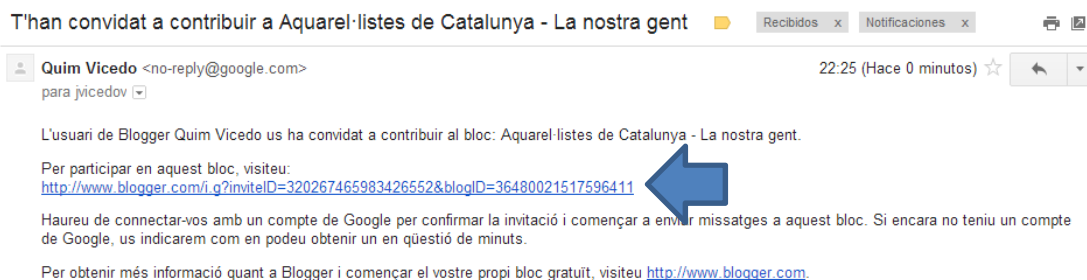 T'han convidat a contribuir a Aquarel·listes de Catalunya - La nostra gent Recibidos x Notificaciones x
Quim Vicedo <no-reply@google.com> 22:25 (Hace 0 minutos)
para jvicedov
L'usuari de Blogger Quim Vicedo us ha convidat a contribuir al bloc: Aquarel·listes de Catalunya - La nostra gent.
Per participar en aquest bloc, visiteu:
http://www.blogger.com/i.g?inviteID=320267465983426552&blogID=36480021517596411
Haureu de connectar-vos amb un compte de Google per confirmar la invitació i començar a enviar missatges a aquest bloc. Si encara no teniu un compte
de Google, us indicarem com en podeu obtenir un en qüestió de minuts.
Per obtenir més informació quant a Blogger i començar el vostre propi bloc gratuït, visiteu http://www.blogger.com.